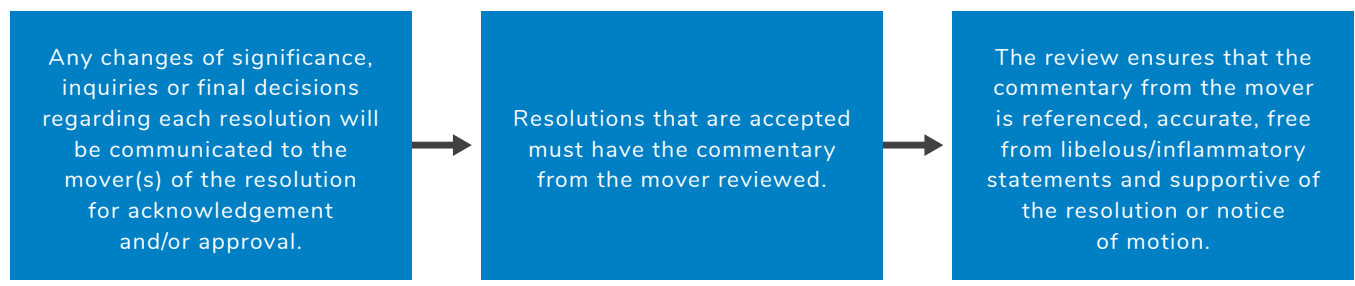 Any changes of significance,
inquiries or final decisions
regarding each resolution will
be communicated to the
mover(s) of the resolution
for acknowledgement
and/or approval.
Resolutions that are accepted
must have the commentary
from the mover reviewed.
The review ensures that the
commentary from the mover
is referenced, accurate, free
from libelous/inflammatory
statements and supportive of
the resolution or notice
of motion.